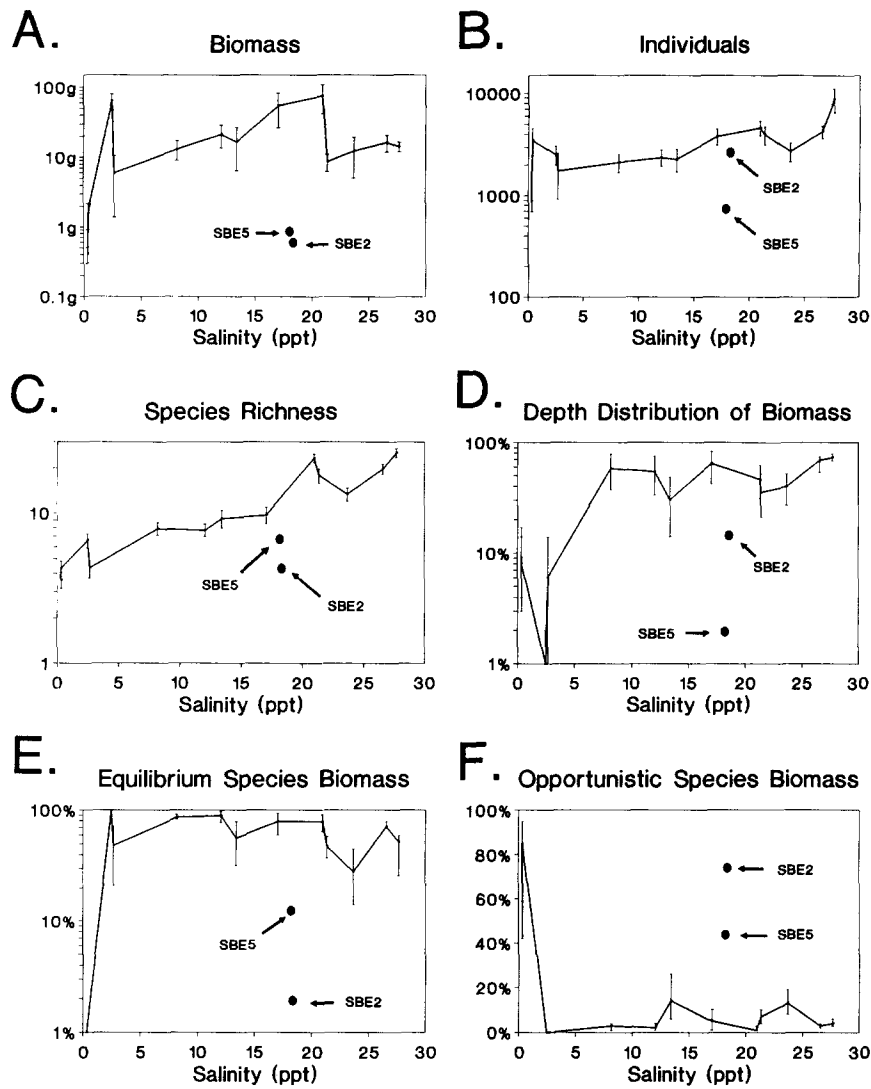 A.
Biomass
100g
10g
1g
0.1g
SBE5
SBE2
0 5 10 15 20 25 30
Salinity (ppt)
B.
Individuals
10000
1000
100
SBE2
SBE5
0 5 10 15 20 25 30
Salinity (ppt)
C.
Species Richness
10
1
SBE5
SBE2
0 5 10 15 20 25 30
Salinity (ppt)
D.
Depth Distribution of Biomass
100%
10%
1%
SBE2
SBE5
0 5 10 15 20 25 30
Salinity (ppt)
E.
Equilibrium Species Biomass
100%
10%
1%
SBE5
SBE2
0 5 10 15 20 25 30
Salinity (ppt)
F.
Opportunistic Species Biomass
100%
80%
60%
40%
20%
0%
SBE2
SBE5
0 5 10 15 20 25 30
Salinity (ppt)